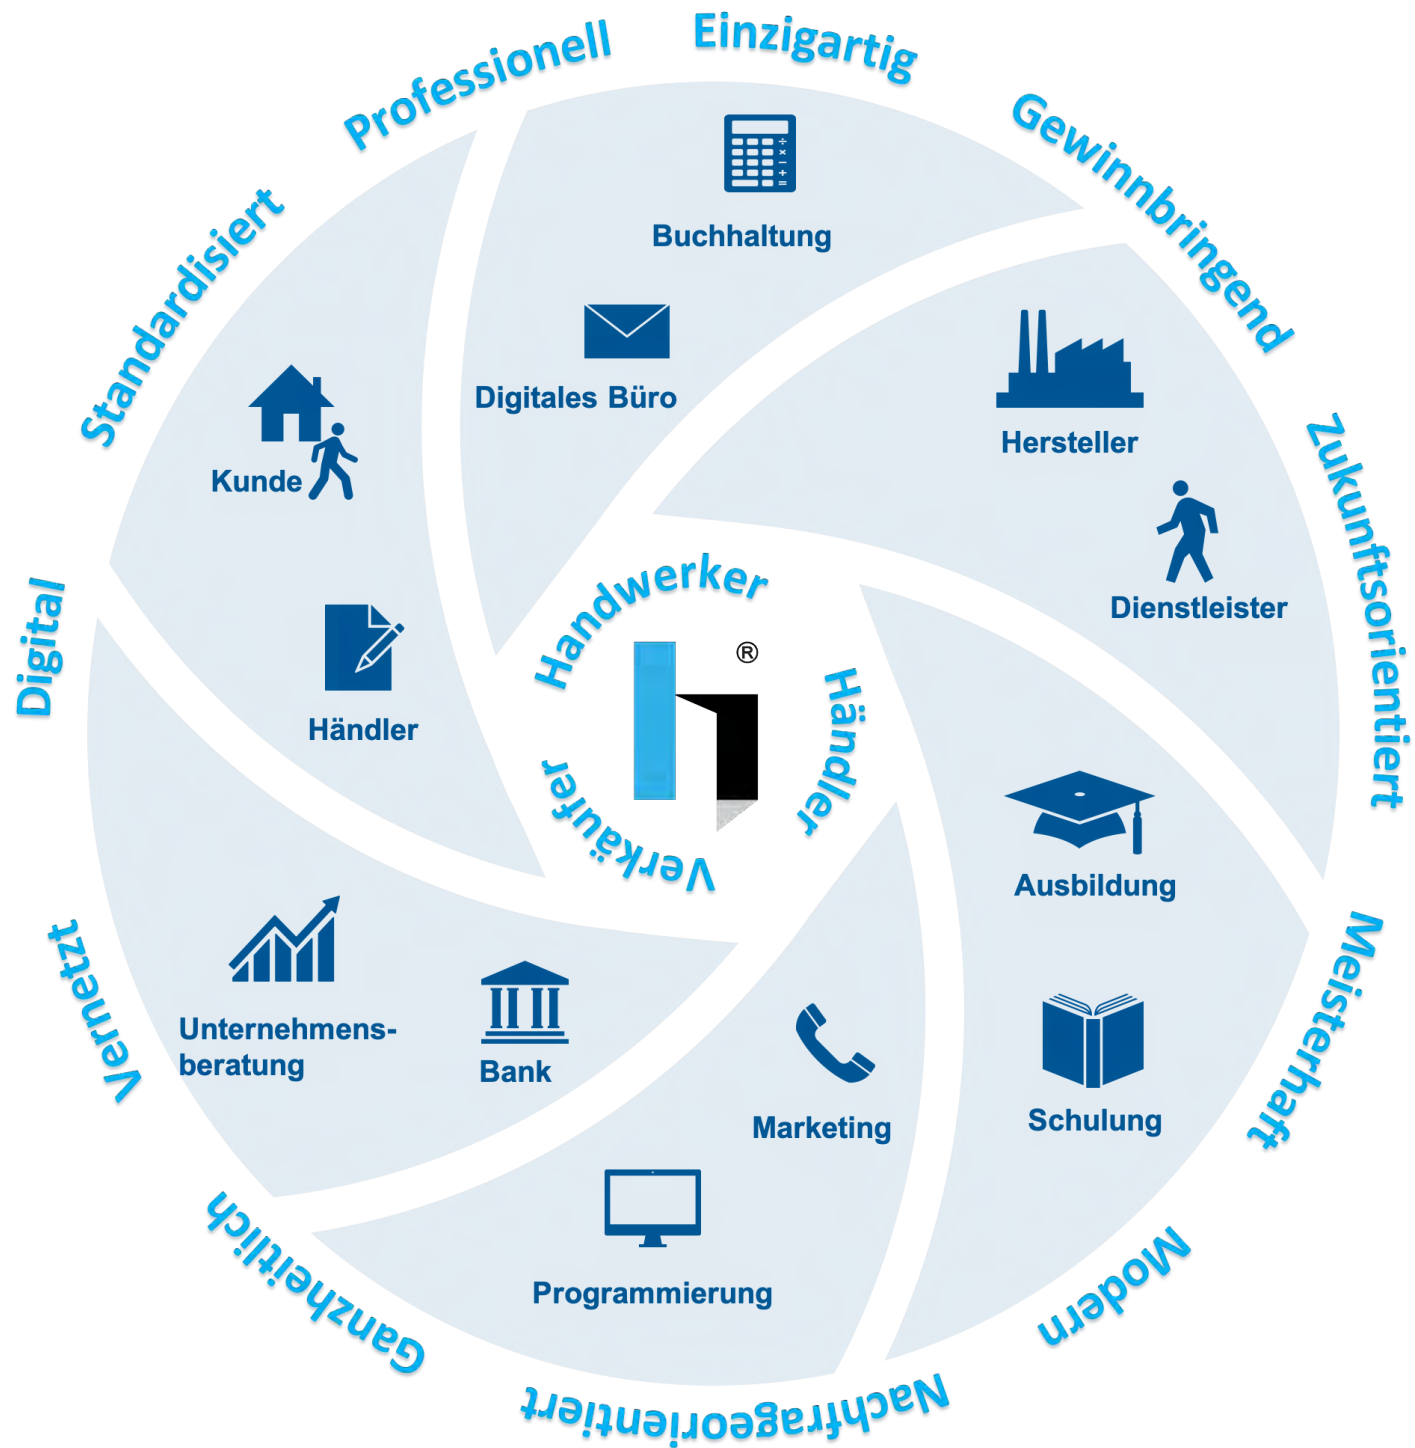 Einzigartig
Gewinnbringend
Zukunftsorientiert
Meisterhaft
Modern
Nachfrageorientiert
Ganzheitlich
Vernetzt
Digital
Standardisiert
Professionell
Buchhaltung
Digitales Büro
Hersteller
Dienstleister
Ausbildung
Schulung
Marketing
Programmierung
Bank
Unternehmens-
beratung
Händler
Kunde
Handwerker
Händler
Verkäufer
®